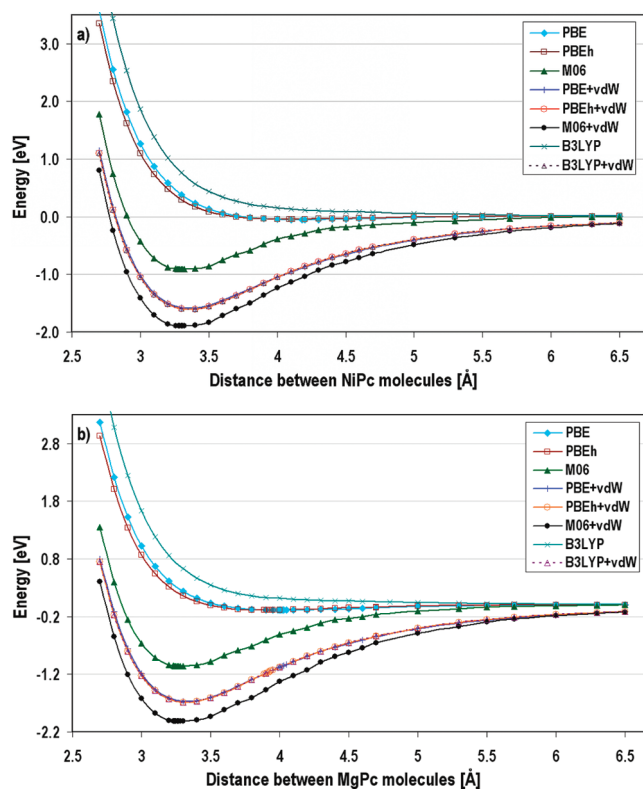 a)
3.0
2.0
1.0
0.0
-1.0
-2.0
Energy [eV]
2.5 3 3.5 4 4.5 5 5.5 6 6.5
Distance between NiPc molecules [Å]
PBE
PBEh
M06
PBE+vdW
PBEh+vdW
M06+vdW
B3LYP
B3LYP+vdW
b)
2.8
1.8
0.8
-0.2
-1.2
-2.2
Energy [eV]
2.5 3 3.5 4 4.5 5 5.5 6 6.5
Distance between MgPc molecules [Å]
PBE
PBEh
M06
PBE+vdW
PBEh+vdW
M06+vdW
B3LYP
B3LYP+vdW